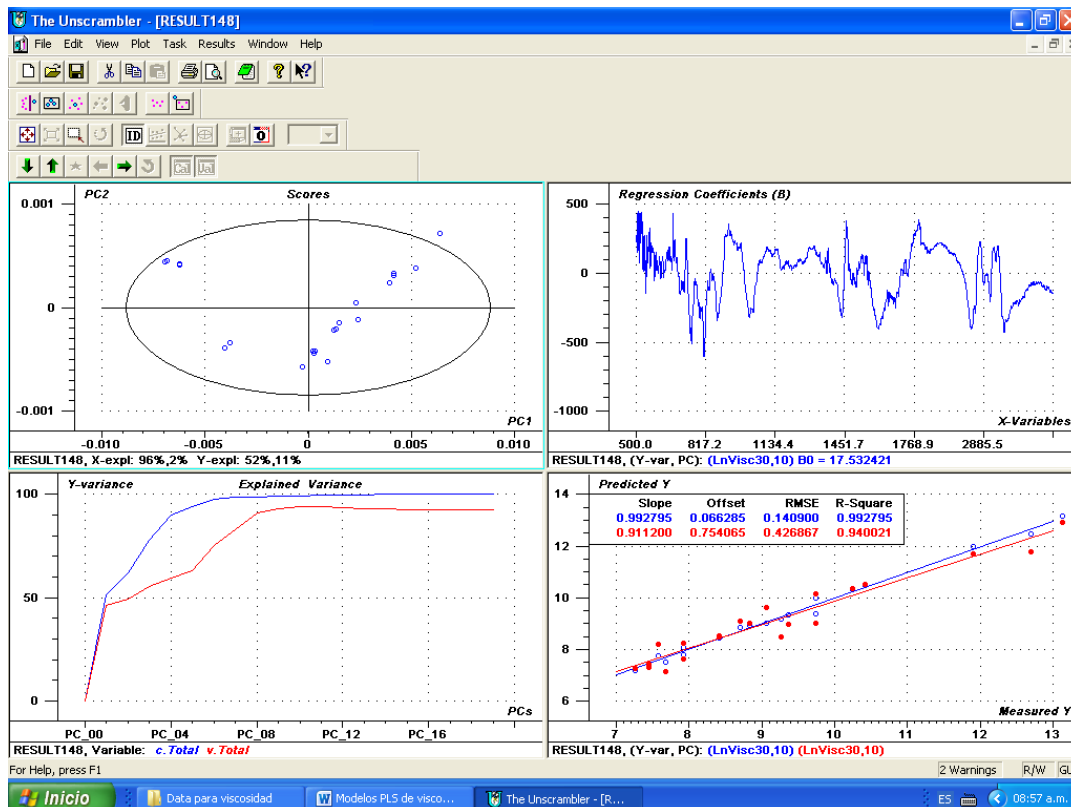 The Unscrambler - [RESULT148]
File Edit View Plot Task Results Window Help
ID
Cal Val
PC2 Scores
0.001
0
-0.001
PC1
-0.010 -0.005 0 0.005 0.010
RESULT148, X-expl: 96%,2% Y-expl: 52%,11%
Regression Coefficients (B)
500
0
-500
-1000
X-Variables
500.0 817.2 1134.4 1451.7 1768.9 2885.5
RESULT148, (Y-var, PC): (LnVisc30,10) B0 = 17.532421
Y-variance Explained Variance
100
50
0
PCs
PC_00 PC_04 PC_08 PC_12 PC_16
RESULT148, Variable: c.Total v.Total
Predicted Y
14
Slope Offset RMSE R-Square
0.992795 0.066285 0.140900 0.992795
0.911200 0.754065 0.426867 0.940021
12
10
8
6
Measured Y
7 8 9 10 11 12 13
RESULT148, (Y-var, PC): (LnVisc30,10) (LnVisc30,10)
For Help, press F1
2 Warnings R/W
Inicio Data para viscosidad Modelos PLS de visco... The Unscrambler - [R... ES 08:57 a.m.